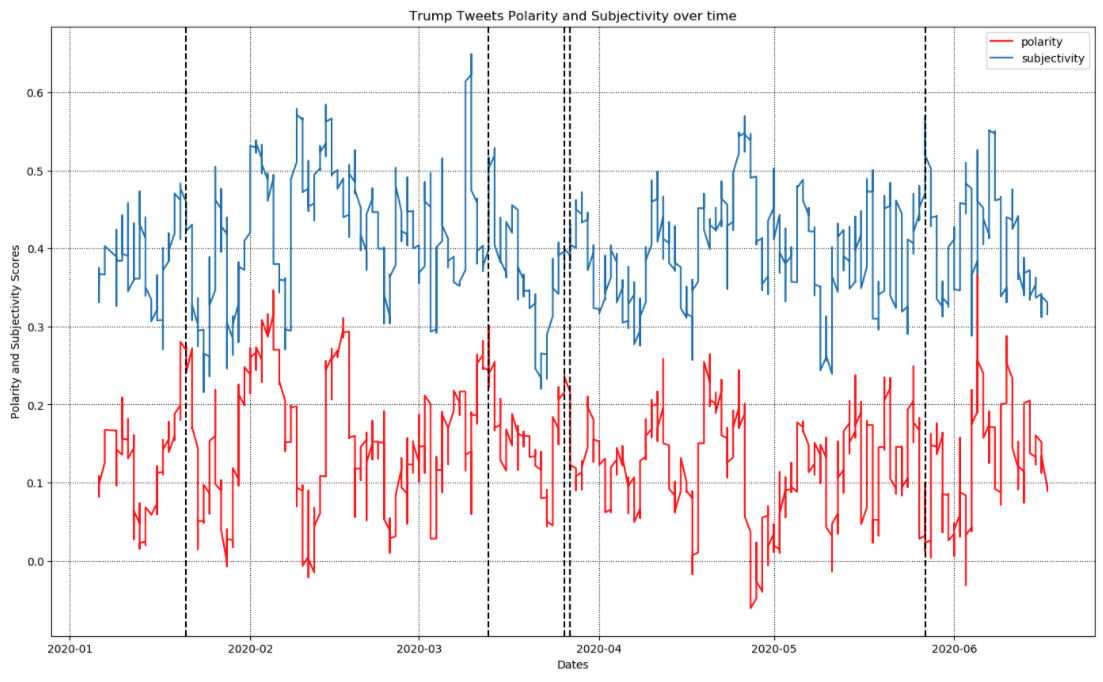 Trump Tweets Polarity and Subjectivity over time
polarity
subjectivity
Polarity and Subjectivity Scores
0.6
0.5
0.4
0.3
0.2
0.1
0.0
2020-01
2020-02
2020-03
2020-04
2020-05
2020-06
Dates